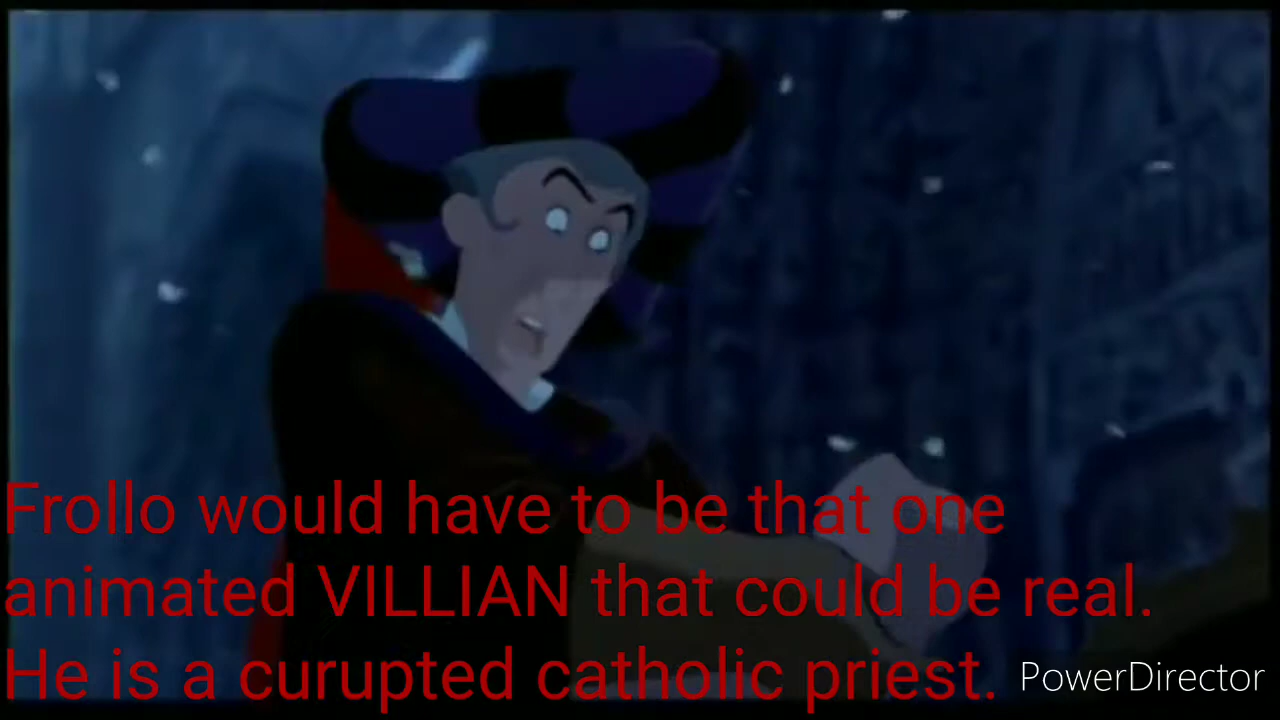 Frollo would have to be that one
animated VILLIAN that could be real.
He is a curupted catholic priest.
PowerDirector